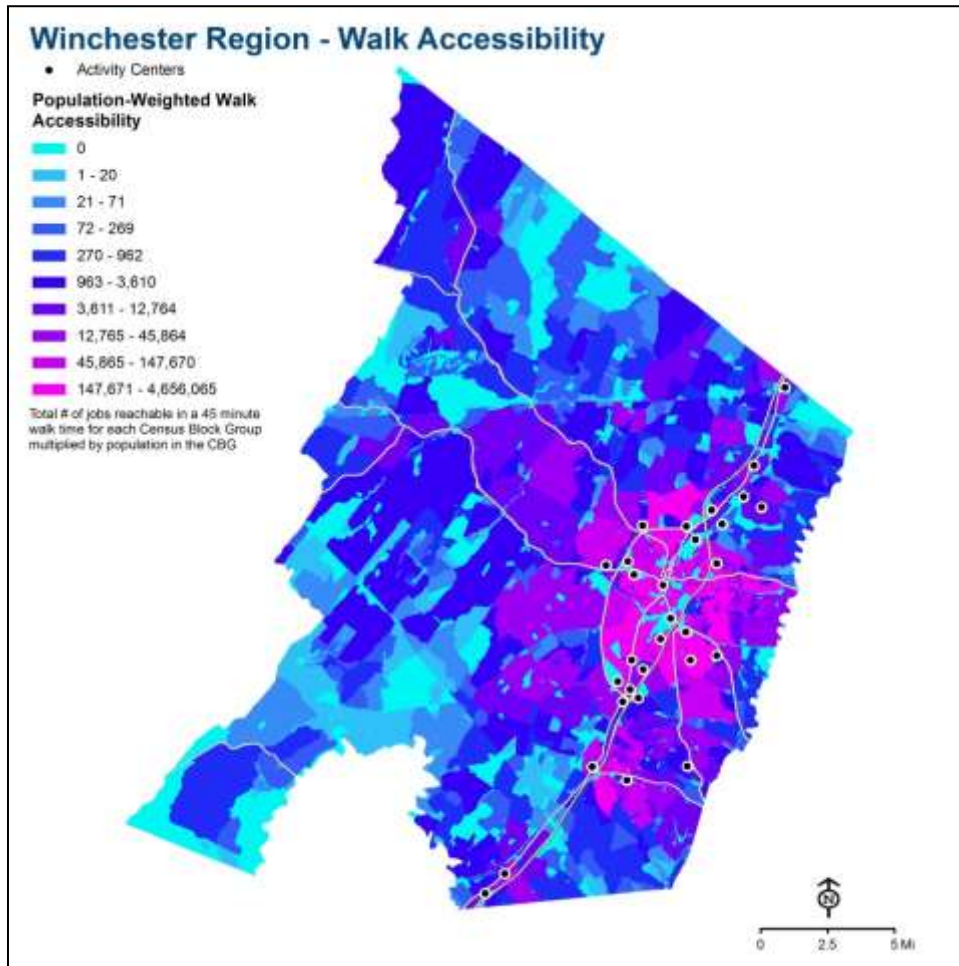 Winchester Region - Walk Accessibility
Activity Centers
Population-Weighted Walk
Accessibility
0
1 - 20
21 - 71
72 - 269
270 - 962
963 - 3,610
3,611 - 12,764
12,765 - 45,864
45,865 - 147,670
147,671 - 4,656,065
Total # of jobs reachable in a 45 minute
walk time for each Census Block Group
multiplied by population in the CBG
N
0 2.5 5 Mi